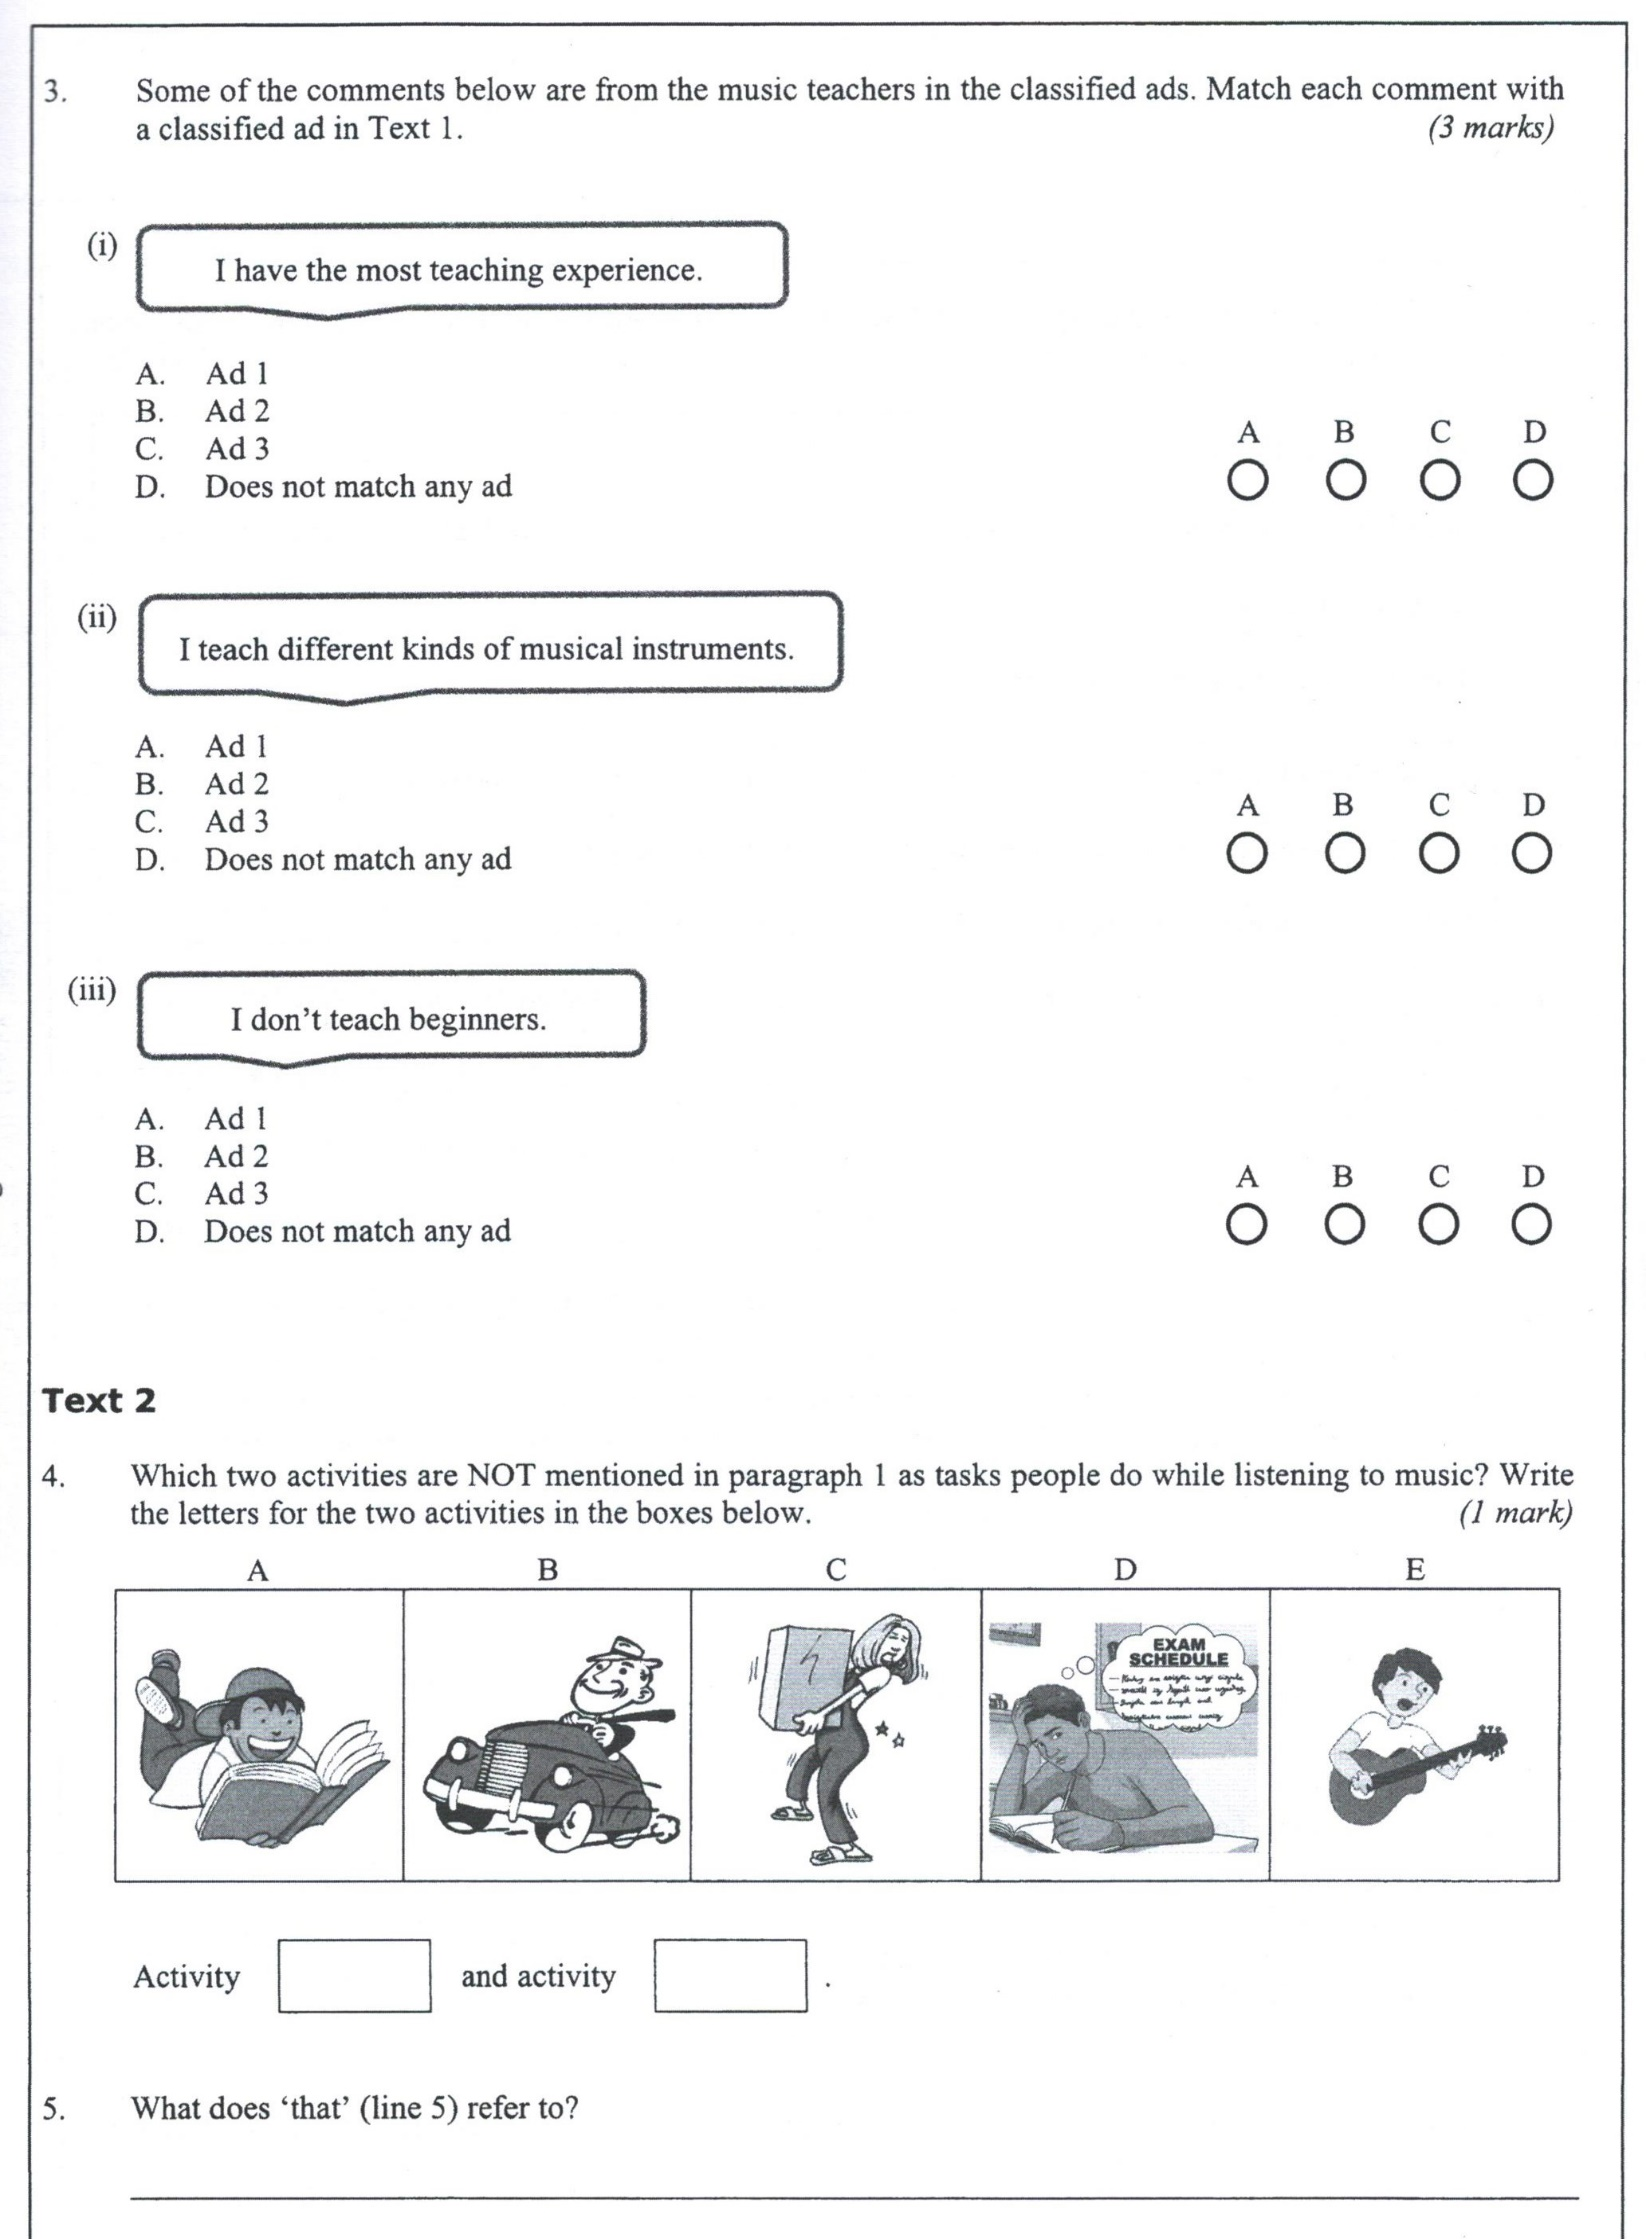 3. Some of the comments below are from the music teachers in the classified ads. Match each comment with
a classified ad in Text 1. (3 marks)
(i) I have the most teaching experience.
A. Ad 1
B. Ad 2
C. Ad 3
D. Does not match any ad
A B C D
(ii) I teach different kinds of musical instruments.
A. Ad 1
B. Ad 2
C. Ad 3
D. Does not match any ad
A B C D
(iii) I don't teach beginners.
A. Ad 1
B. Ad 2
C. Ad 3
D. Does not match any ad
A B C D
Text 2
4. Which two activities are NOT mentioned in paragraph 1 as tasks people do while listening to music? Write
the letters for the two activities in the boxes below. (1 mark)
A B C D E
EXAM
SCHEDULE
Activity and activity .
5. What does ‘that’ (line 5) refer to?